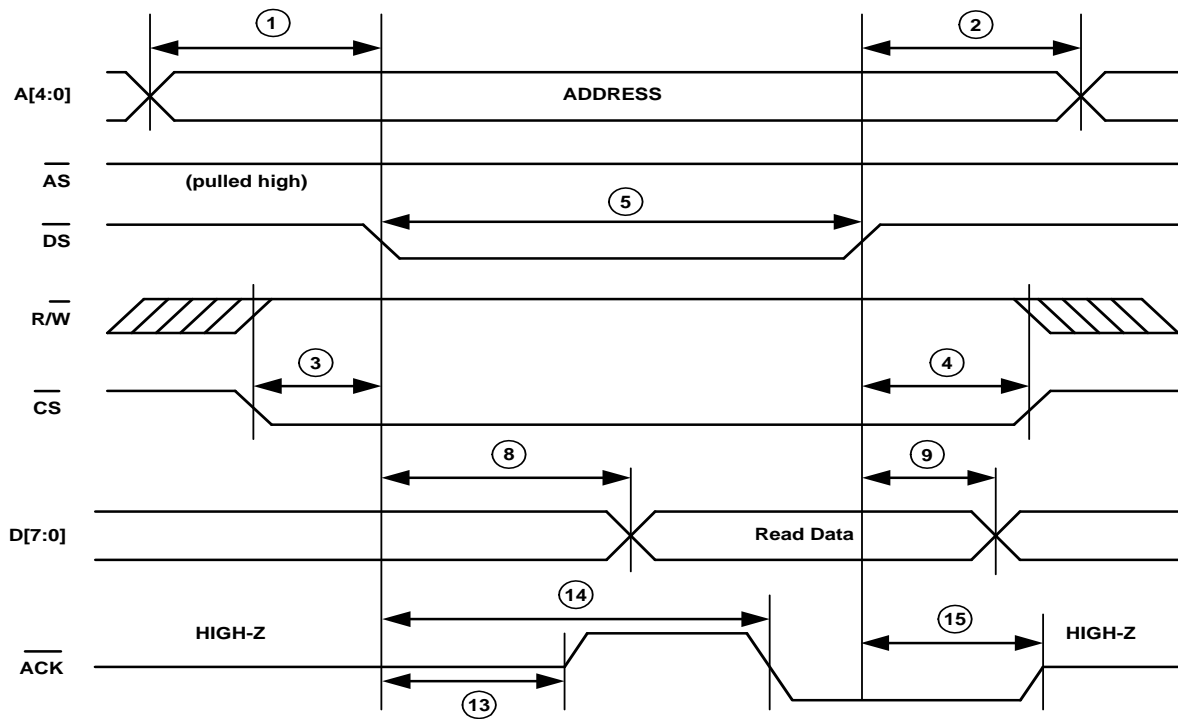 1
2
A[4:0]
ADDRESS
AS
(pulled high)
5
DS
R/W
3
4
CS
8
9
D[7:0]
Read Data
14
HIGH-Z
15
HIGH-Z
ACK
13